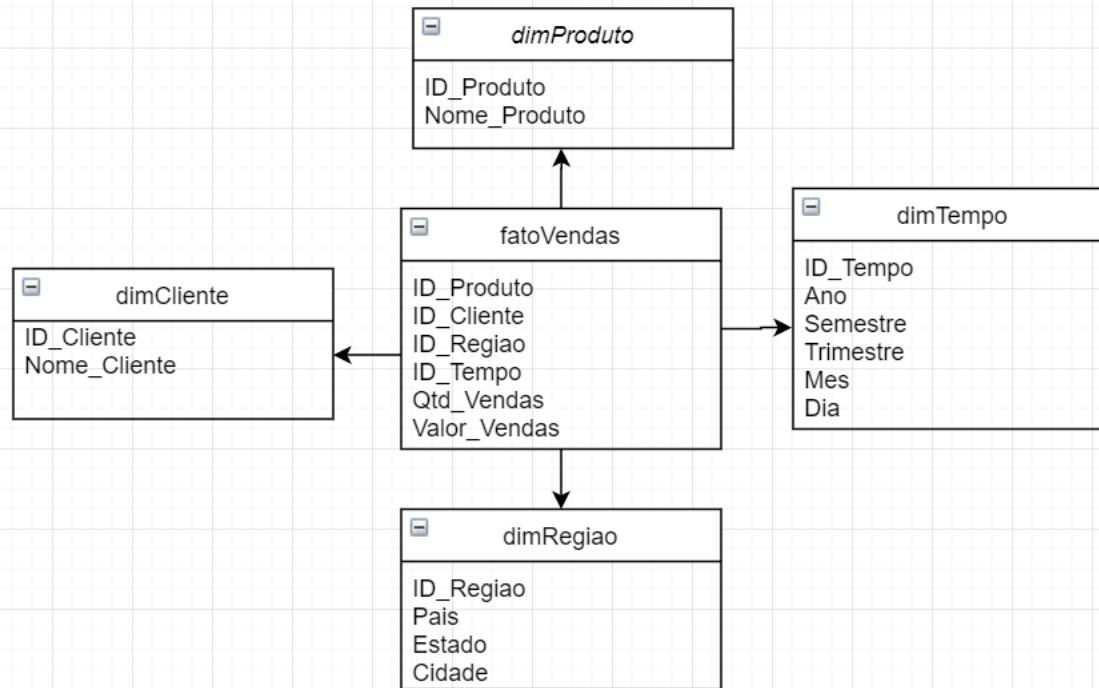 dimProduto
ID_Produto
Nome_Produto
fatoVendas
ID_Produto
ID_Cliente
ID_Regiao
ID_Tempo
Qtd_Vendas
Valor_Vendas
dimTempo
ID_Tempo
Ano
Semestre
Trimestre
Mes
Dia
dimCliente
ID_Cliente
Nome_Cliente
dimRegiao
ID_Regiao
Pais
Estado
Cidade